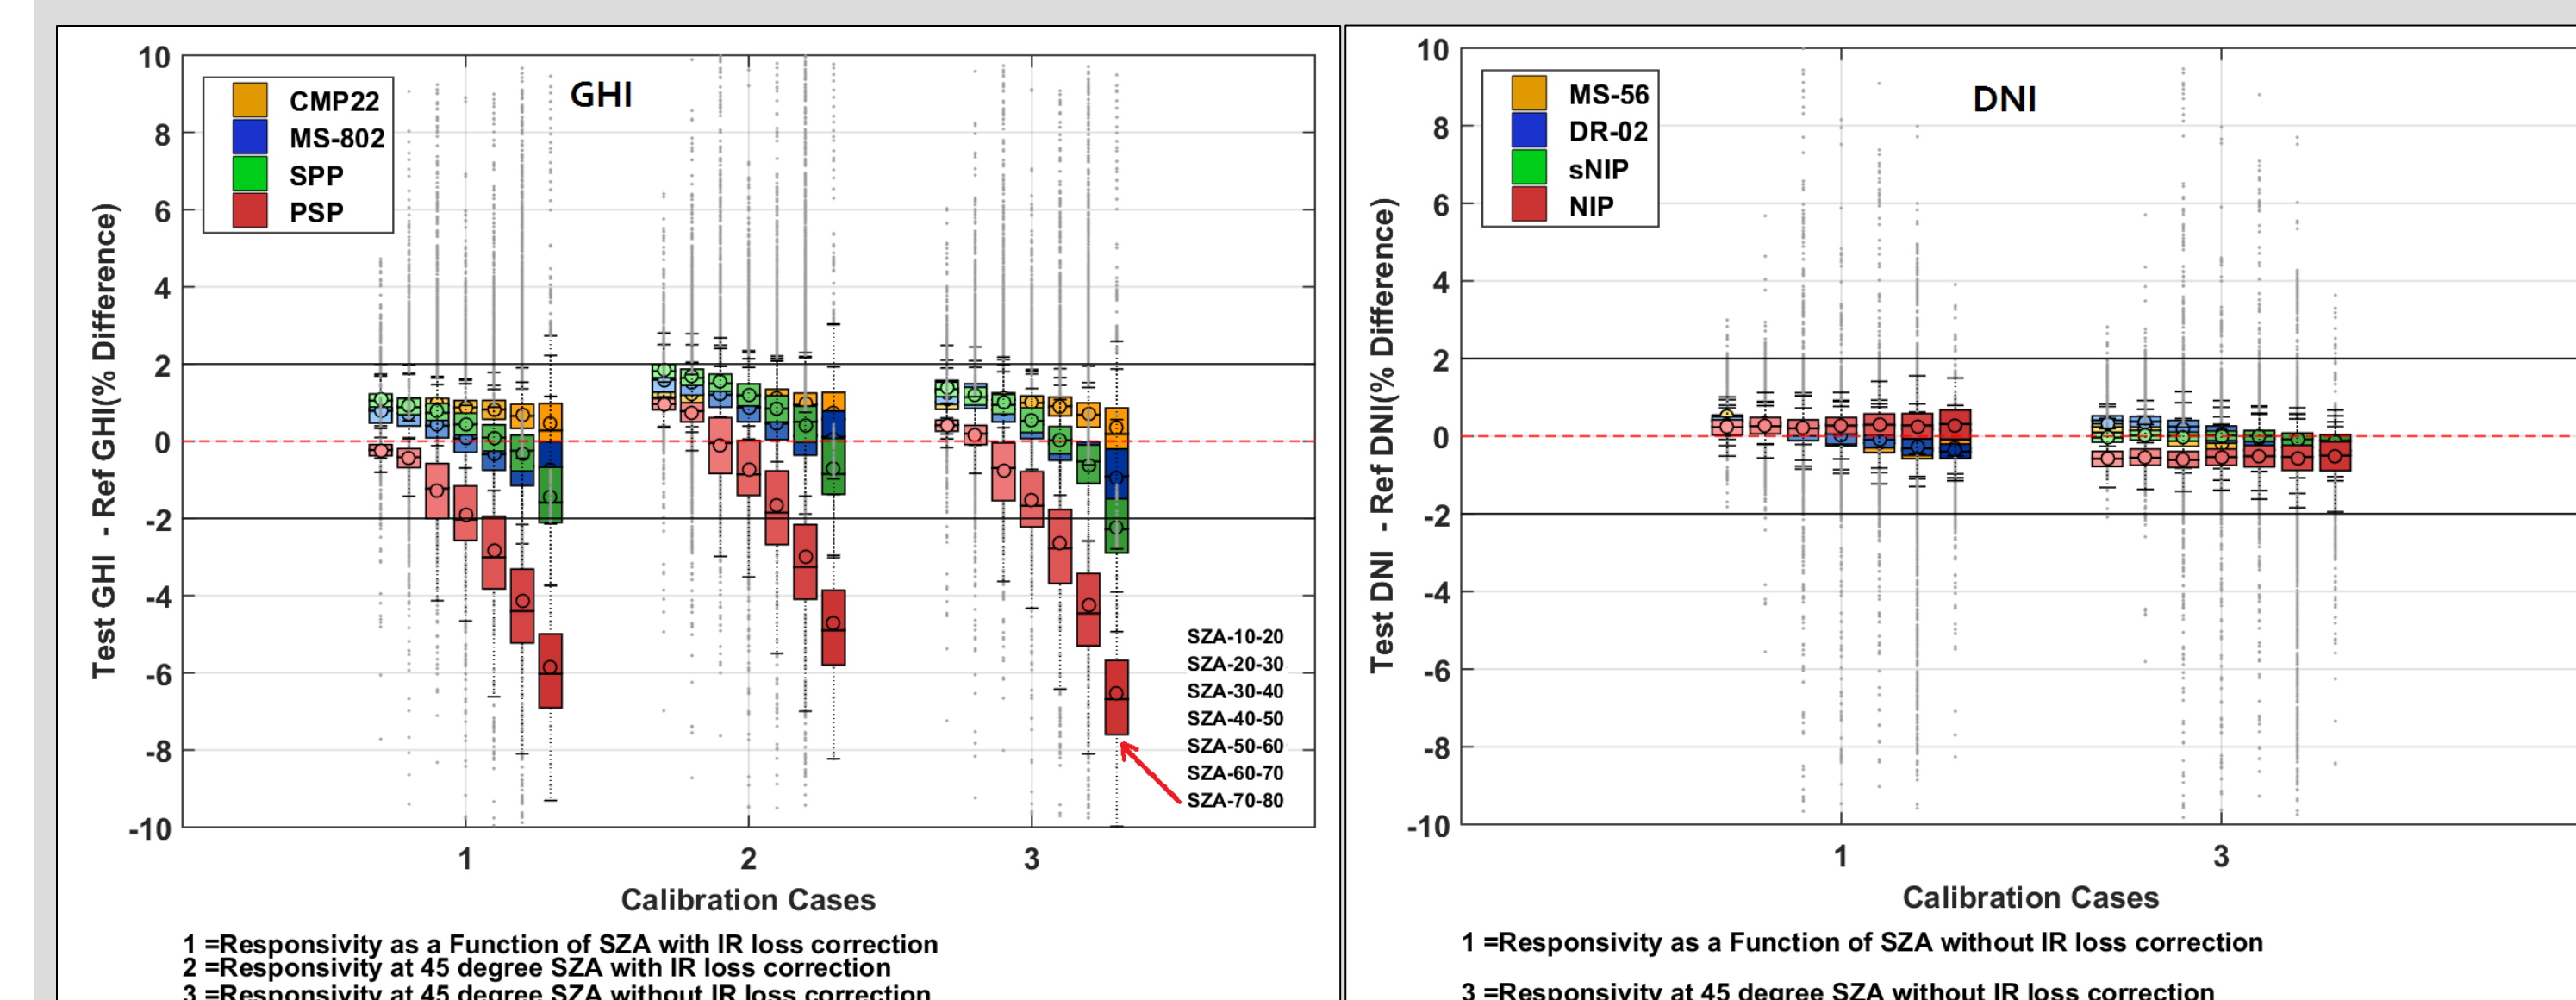 GHI
CMP22
MS-802
SPP
PSP
10
8
6
4
2
0
-2
-4
-6
-8
-10
Test GHI - Ref GHI(% Difference)
SZA-10-20
SZA-20-30
SZA-30-40
SZA-40-50
SZA-50-60
SZA-60-70
SZA-70-80
1 2 3
Calibration Cases
1 =Responsivity as a Function of SZA with IR loss correction
2 =Responsivity at 45 degree SZA with IR loss correction
3 =Responsivity at 45 degree SZA without IR loss correction
DNI
MS-56
DR-02
sNIP
NIP
10
8
6
4
2
0
-2
-4
-6
-8
-10
Test DNI - Ref DNI(% Difference)
1 3
Calibration Cases
1 =Responsivity as a Function of SZA without IR loss correction
3 =Responsivity at 45 degree SZA without IR loss correction